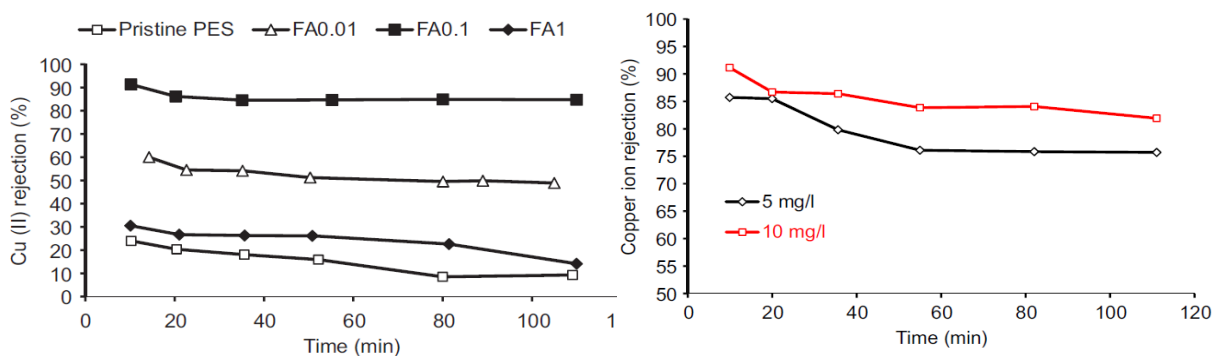 Pristine PES FA0.01 FA0.1 FA1
Cu (II) rejection (%)
100
90
80
70
60
50
40
30
20
10
0
0 20 40 60 80 100 1
Time (min)
Copper ion rejection (%)
100
95
90
85
80
75
70
65
60
55
50
5 mg/l
10 mg/l
0 20 40 60 80 100 120
Time (min)